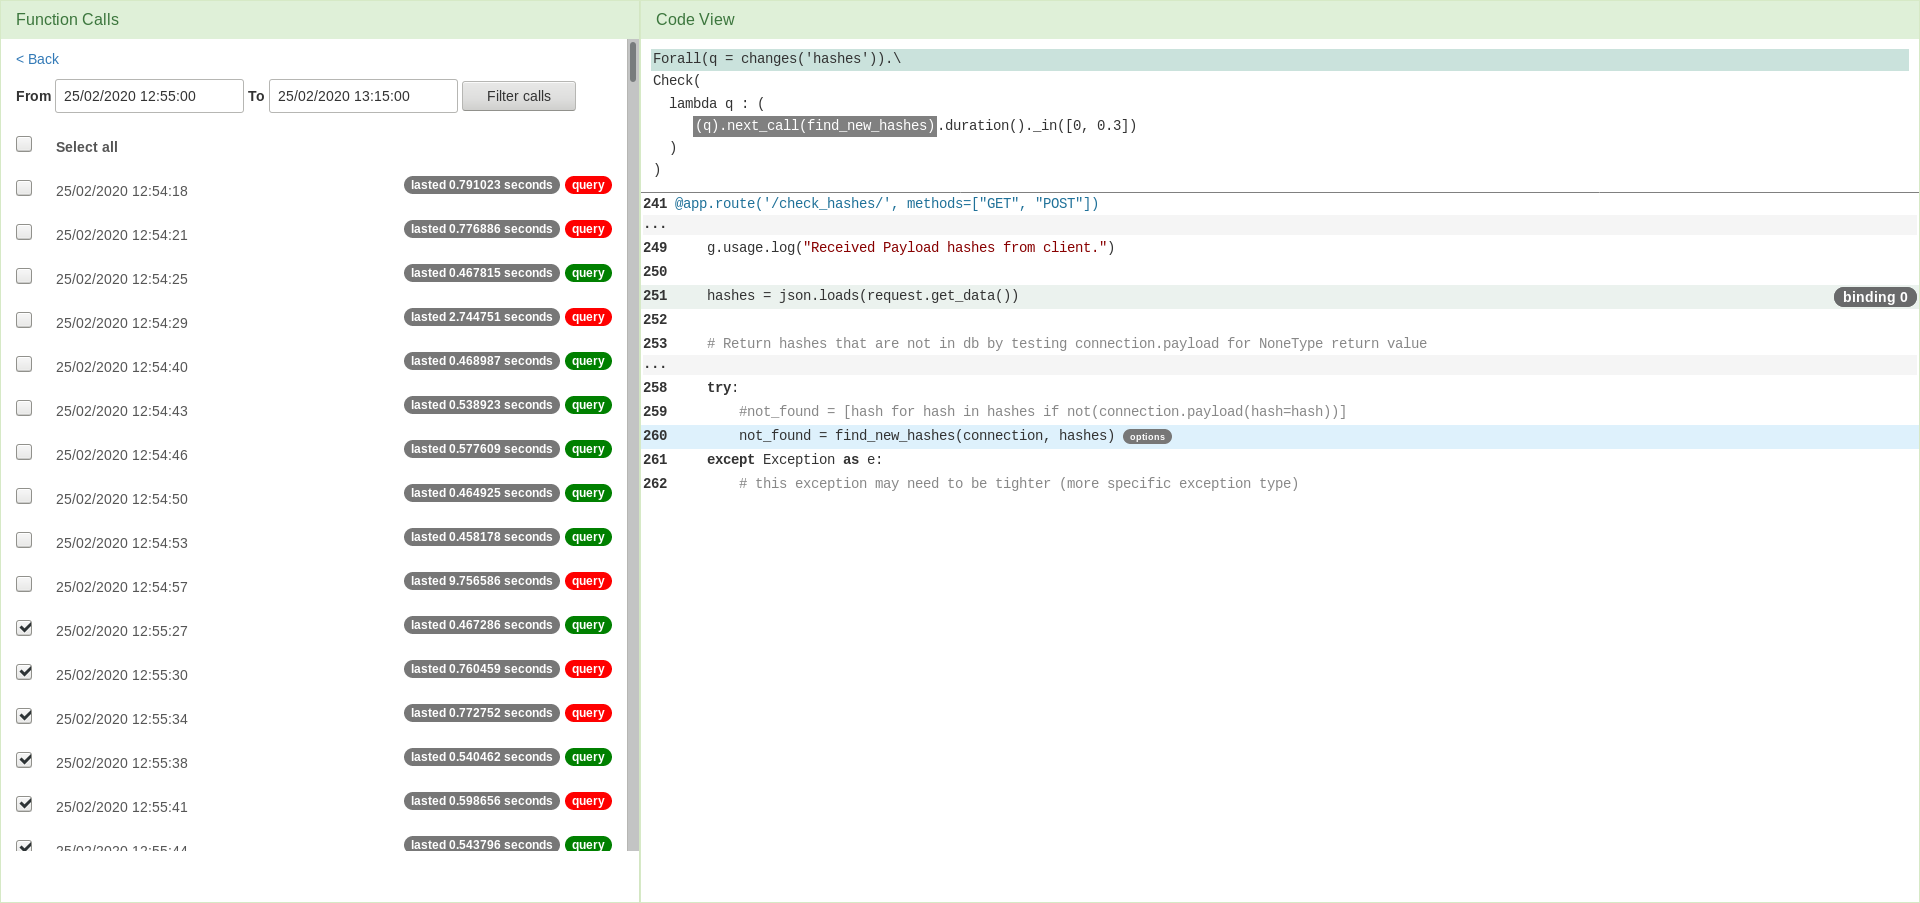 Function Calls
< Back
From 25/02/2020 12:55:00 To 25/02/2020 13:15:00 Filter calls
Select all
25/02/2020 12:54:18 lasted 0.791023 seconds query
25/02/2020 12:54:21 lasted 0.776886 seconds query
25/02/2020 12:54:25 lasted 0.467815 seconds query
25/02/2020 12:54:29 lasted 2.744751 seconds query
25/02/2020 12:54:40 lasted 0.468987 seconds query
25/02/2020 12:54:43 lasted 0.538923 seconds query
25/02/2020 12:54:46 lasted 0.577609 seconds query
25/02/2020 12:54:50 lasted 0.464925 seconds query
25/02/2020 12:54:53 lasted 0.458178 seconds query
25/02/2020 12:54:57 lasted 9.756586 seconds query
25/02/2020 12:55:27 lasted 0.467286 seconds query
25/02/2020 12:55:30 lasted 0.760459 seconds query
25/02/2020 12:55:34 lasted 0.772752 seconds query
25/02/2020 12:55:38 lasted 0.540462 seconds query
25/02/2020 12:55:41 lasted 0.598656 seconds query
25/02/2020 12:55:44 lasted 0.543796 seconds query
Code View
Forall(q = changes('hashes')).\
Check(
  lambda q : (
     (q).next_call(find_new_hashes).duration()._in([0, 0.3])
  )
)
241 @app.route('/check_hashes/', methods=["GET", "POST"])
...
249     g.usage.log("Received Payload hashes from client.")
250
251     hashes = json.loads(request.get_data()) binding 0
252
253     # Return hashes that are not in db by testing connection.payload for NoneType return value
...
258     try:
259         #not_found = [hash for hash in hashes if not(connection.payload(hash=hash))]
260         not_found = find_new_hashes(connection, hashes) options
261     except Exception as e:
262         # this exception may need to be tighter (more specific exception type)